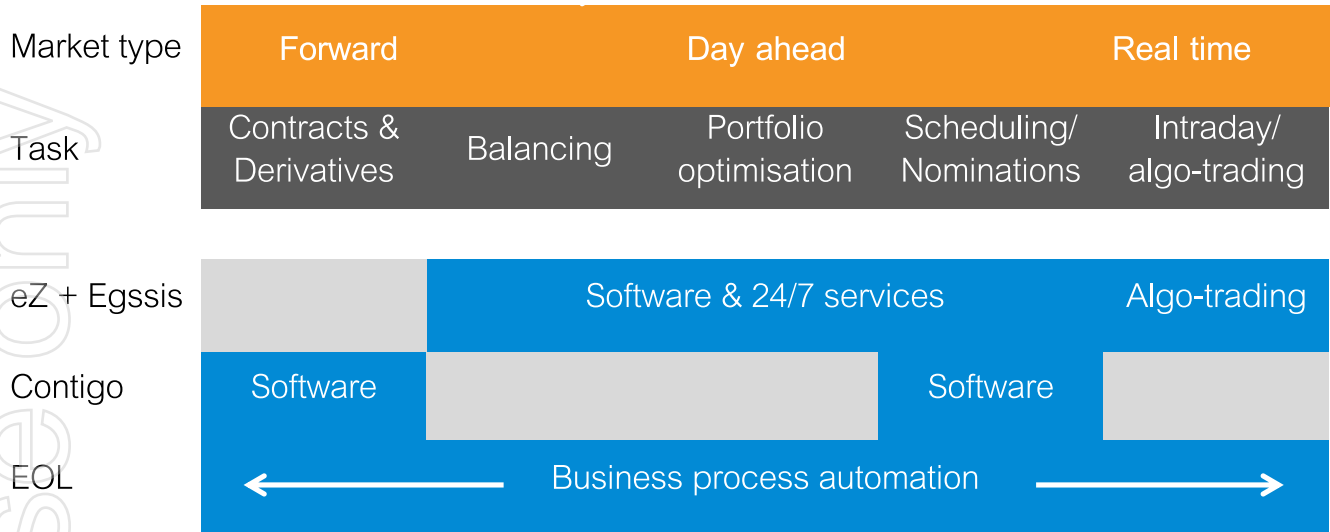 Market type Forward Day ahead Real time
Task Contracts & Derivatives Balancing Portfolio optimisation Scheduling/ Nominations Intraday/ algo-trading
eZ + Egssis Software & 24/7 services Algo-trading
Contigo Software Software
EOL Business process automation